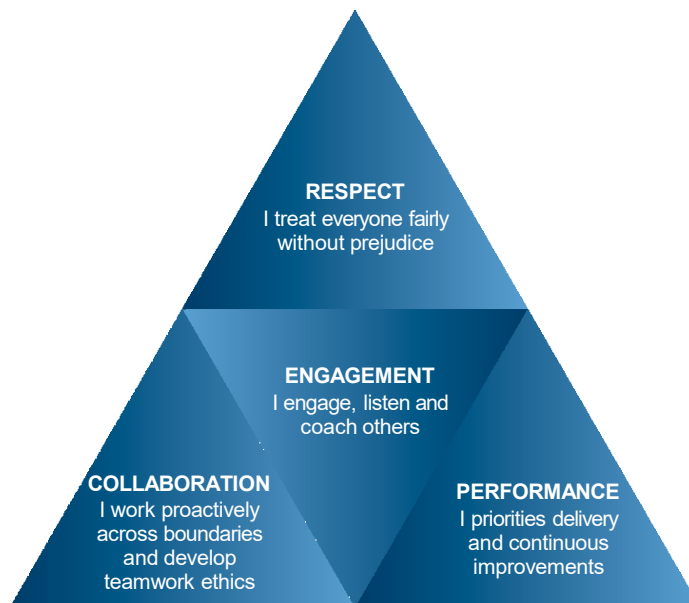 RESPECT
I treat everyone fairly
without prejudice
ENGAGEMENT
I engage, listen and
coach others
COLLABORATION
I work proactively
across boundaries
and develop
teamwork ethics
PERFORMANCE
I priorities delivery
and continuous
improvements